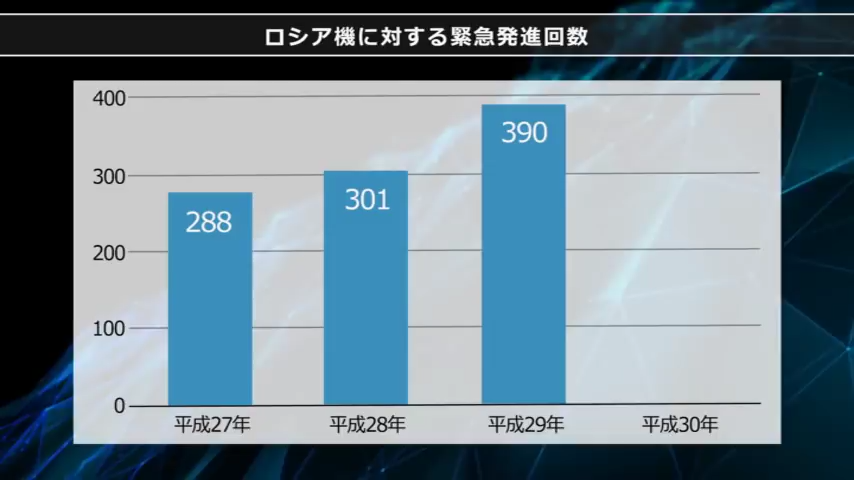 ロシア機に対する緊急発進回数
400
300
200
100
0
288
301
390
平成27年
平成28年
平成29年
平成30年